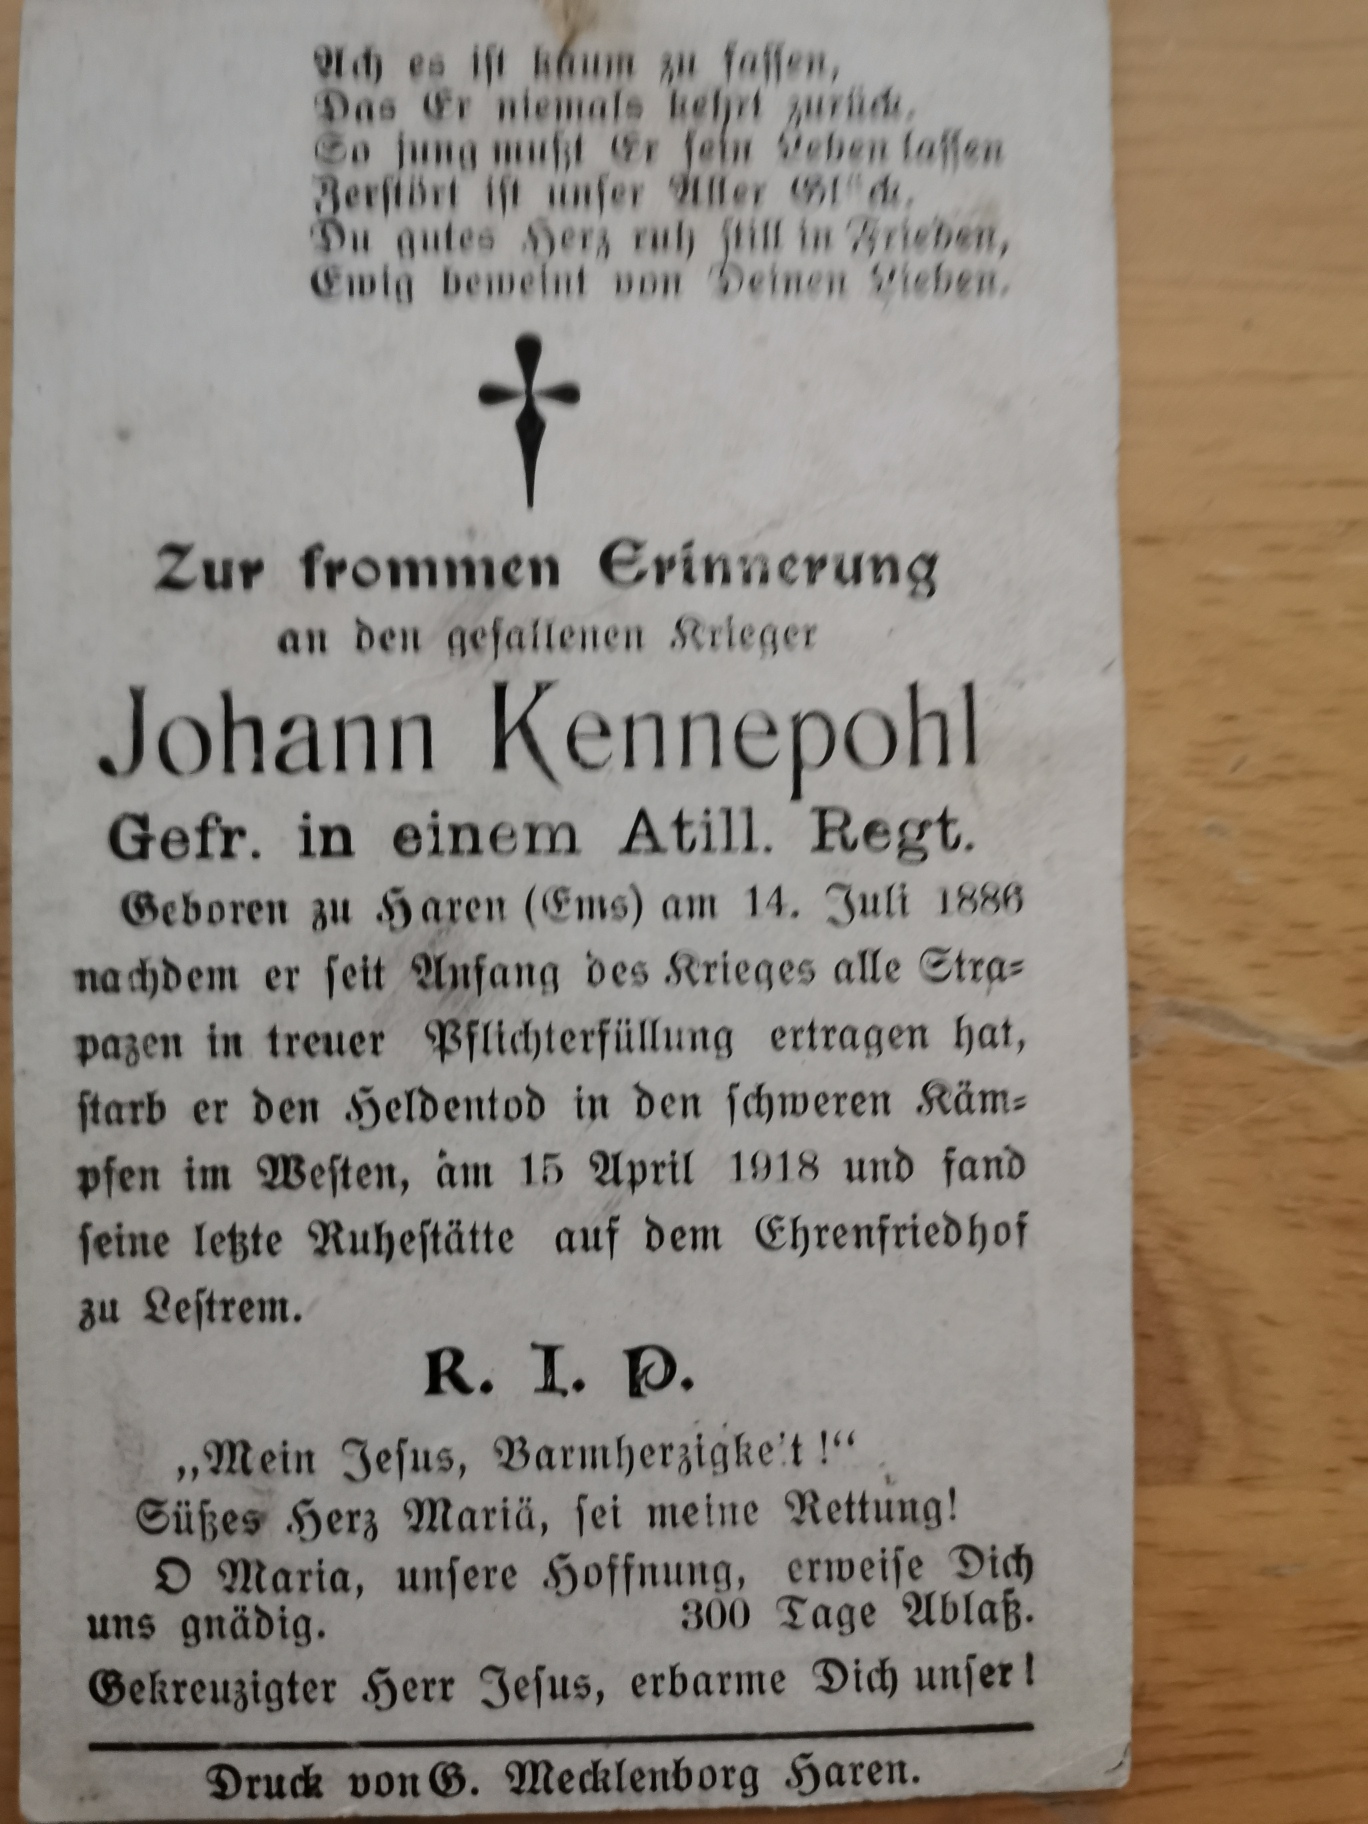 Ach es ist kaum zu fassen,
Das Er niemals kehrt zurück.
So jung mußt Er sein Leben lassen
Zerstört ist unser Aller Glück.
Du gutes Herz ruh still in Frieden,
Ewig beweint von Deinen Lieben.
Zur frommen Erinnerung
an den gefallenen Krieger
Johann Kennepohl
Gefr. in einem Atill. Regt.
Geboren zu Haren (Ems) am 14. Juli 1886
nachdem er seit Anfang des Krieges alle Stra-
pazen in treuer Pflichterfüllung ertragen hat,
starb er den Heldentod in den schweren Käm-
pfen im Westen, am 15 April 1918 und fand
seine letzte Ruhestätte auf dem Ehrenfriedhof
zu Lestrem.
R. I. P.
„Mein Jesus, Barmherzigkeit !“
Süßes Herz Mariä, sei meine Rettung!
O Maria, unsere Hoffnung, erweise Dich
uns gnädig. 300 Tage Ablaß.
Gekreuzigter Herr Jesus, erbarme Dich unser!
Druck von G. Mecklenborg Haren.